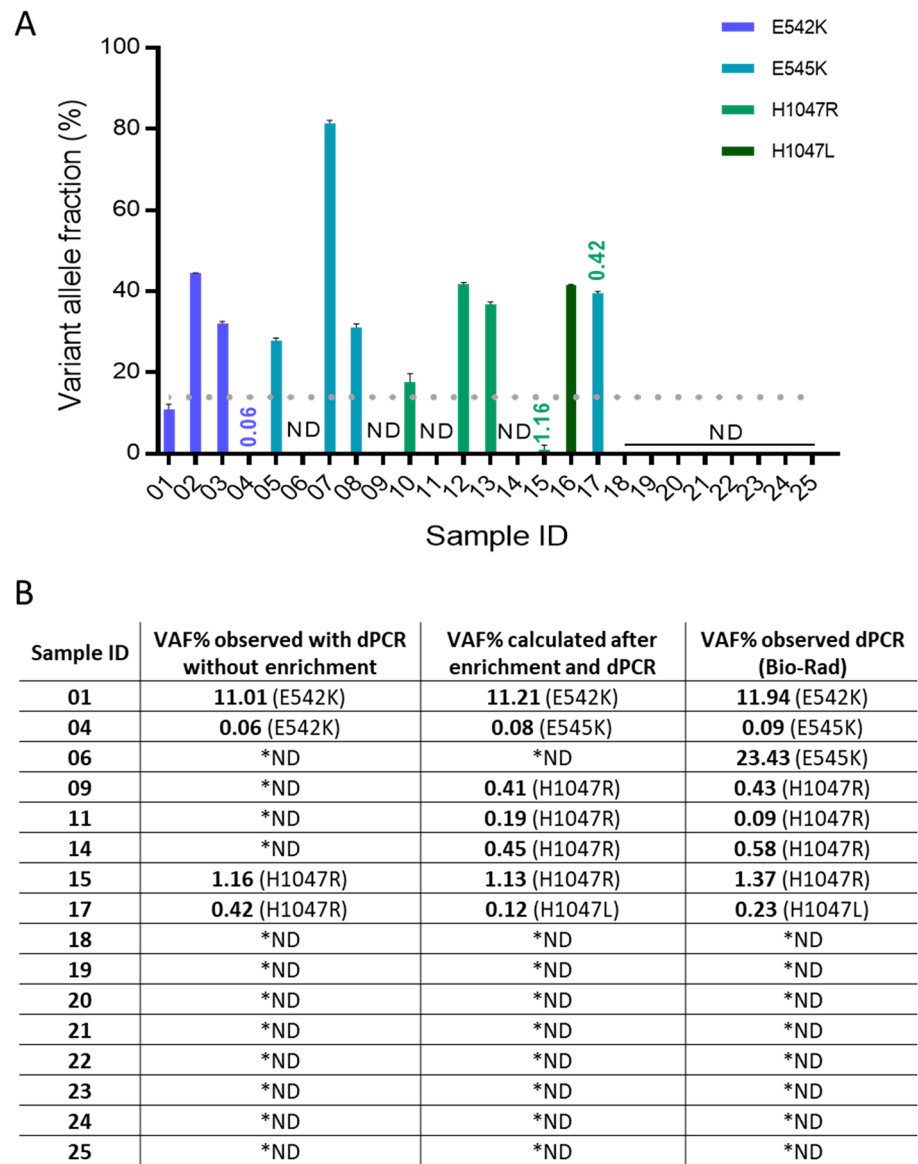 A
E542K
E545K
H1047R
H1047L
Variant allele fraction (%)
100
80
60
40
20
0
0.06
ND
ND
ND
ND
1.16
0.42
ND
01 02 03 04 05 06 07 08 09 10 11 12 13 14 15 16 17 18 19 20 21 22 23 24 25
Sample ID
B
Sample ID | VAF% observed with dPCR without enrichment | VAF% calculated after enrichment and dPCR | VAF% observed dPCR (Bio-Rad)
01 11.01 (E542K) 11.21 (E542K) 11.94 (E542K)
04 0.06 (E542K) 0.08 (E545K) 0.09 (E545K)
06 *ND *ND 23.43 (E545K)
09 *ND 0.41 (H1047R) 0.43 (H1047R)
11 *ND 0.19 (H1047R) 0.09 (H1047R)
14 *ND 0.45 (H1047R) 0.58 (H1047R)
15 1.16 (H1047R) 1.13 (H1047R) 1.37 (H1047R)
17 0.42 (H1047R) 0.12 (H1047L) 0.23 (H1047L)
18 *ND *ND *ND
19 *ND *ND *ND
20 *ND *ND *ND
21 *ND *ND *ND
22 *ND *ND *ND
23 *ND *ND *ND
24 *ND *ND *ND
25 *ND *ND *ND